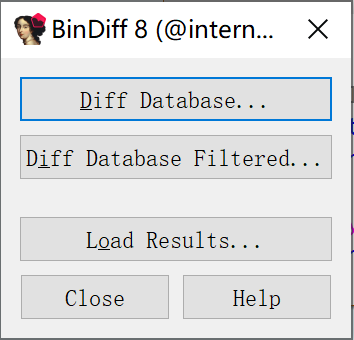 BinDiff 8 (@intern...
Diff Database...
Diff Database Filtered...
Load Results...
Close
Help